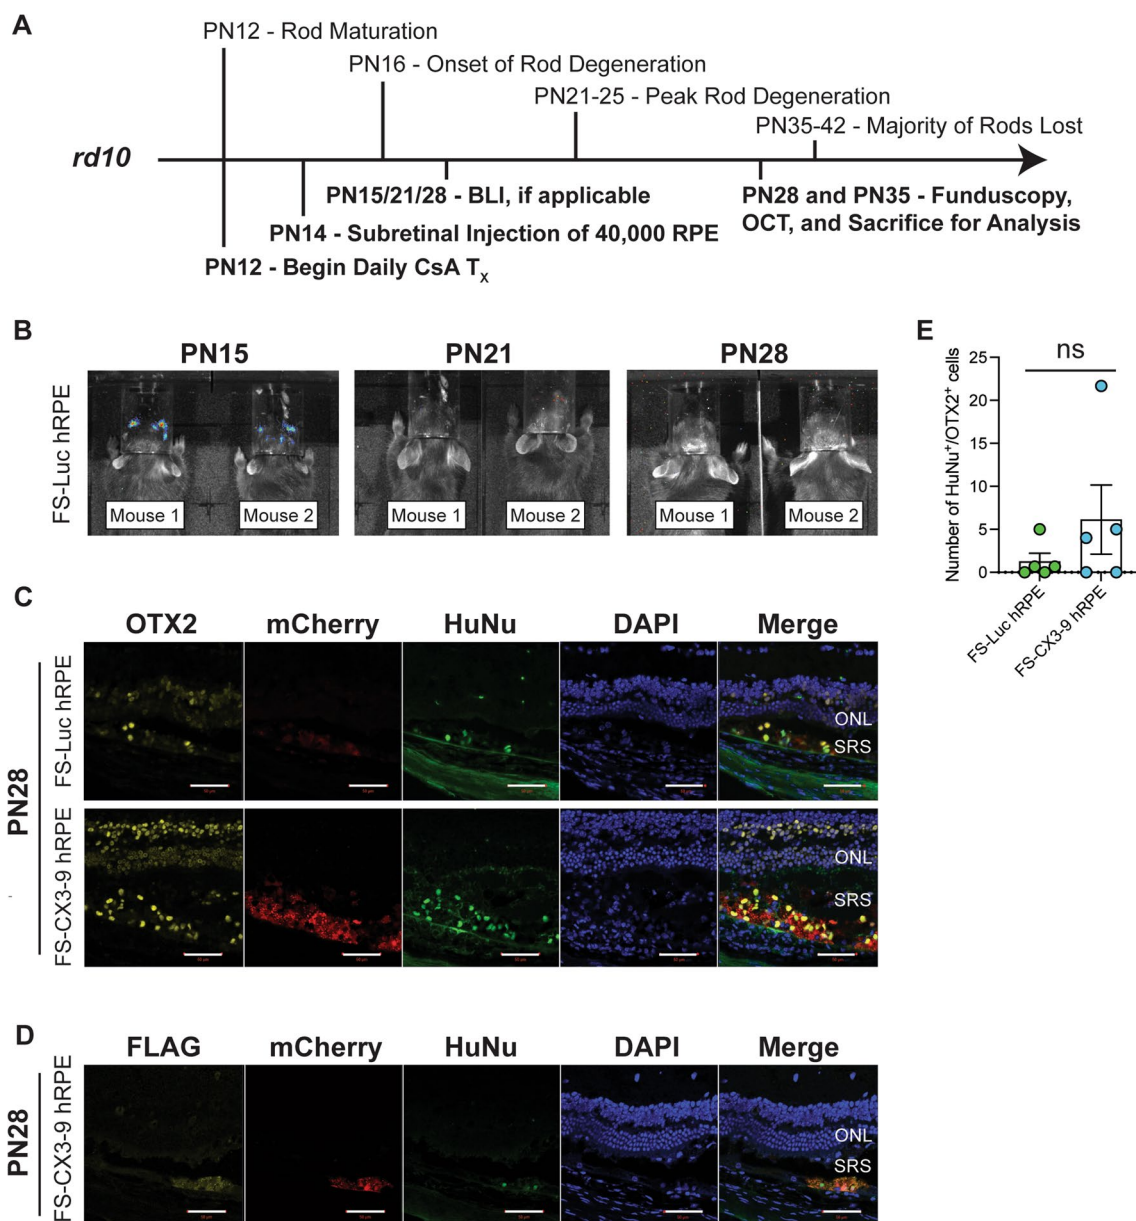 A
PN12 - Rod Maturation
PN16 - Onset of Rod Degeneration
PN21-25 - Peak Rod Degeneration
PN35-42 - Majority of Rods Lost
rd10
PN15/21/28 - BLI, if applicable
PN28 and PN35 - Funduscopy,
OCT, and Sacrifice for Analysis
PN14 - Subretinal Injection of 40,000 RPE
PN12 - Begin Daily CsA Tx
B
PN15
PN21
PN28
FS-Luc hRPE
Mouse 1
Mouse 2
Mouse 1
Mouse 2
Mouse 1
Mouse 2
E
ns
Number of HuNu+/OTX2+ cells
25
20
15
10
5
0
FS-Luc hRPE
FS-CX3-9 hRPE
C
OTX2
mCherry
HuNu
DAPI
Merge
PN28
FS-Luc hRPE
ONL
SRS
FS-CX3-9 hRPE
ONL
SRS
D
FLAG
mCherry
HuNu
DAPI
Merge
PN28
FS-CX3-9 hRPE
ONL
SRS